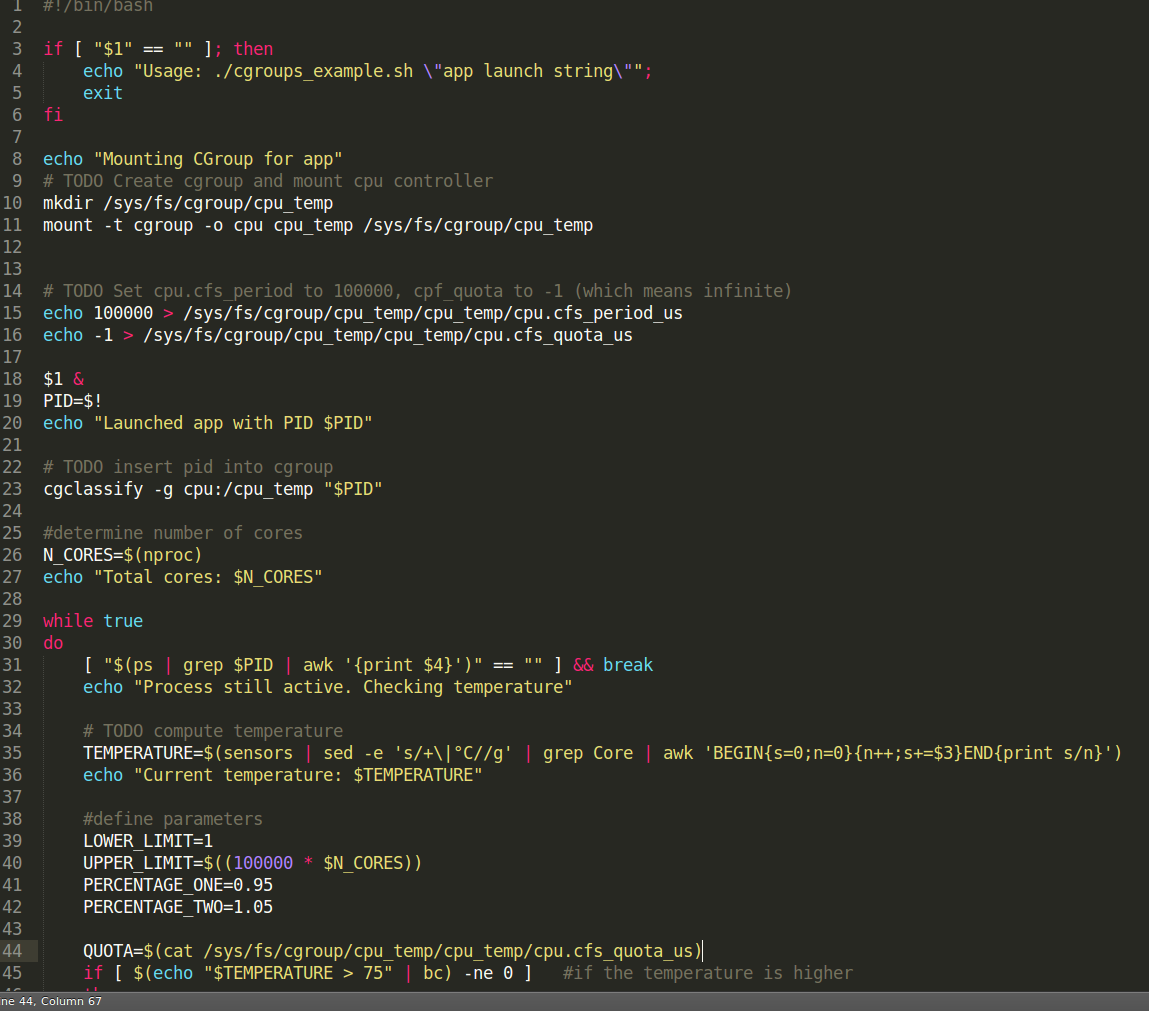 1 #!/bin/bash
2
3 if [ "$1" == "" ]; then
4 echo "Usage: ./cgroups_example.sh \"app launch string\"";
5 exit
6 fi
7
8 echo "Mounting CGroup for app"
9 # TODO Create cgroup and mount cpu controller
10 mkdir /sys/fs/cgroup/cpu_temp
11 mount -t cgroup -o cpu cpu_temp /sys/fs/cgroup/cpu_temp
12
13
14 # TODO Set cpu.cfs_period to 100000, cpf_quota to -1 (which means infinite)
15 echo 100000 > /sys/fs/cgroup/cpu_temp/cpu_temp/cpu.cfs_period_us
16 echo -1 > /sys/fs/cgroup/cpu_temp/cpu_temp/cpu.cfs_quota_us
17
18 $1 &
19 PID=$!
20 echo "Launched app with PID $PID"
21
22 # TODO insert pid into cgroup
23 cgclassify -g cpu:/cpu_temp "$PID"
24
25 #determine number of cores
26 N_CORES=$(nproc)
27 echo "Total cores: $N_CORES"
28
29 while true
30 do
31 [ "$(ps | grep $PID | awk '{print $4}')" == "" ] && break
32 echo "Process still active. Checking temperature"
33
34 # TODO compute temperature
35 TEMPERATURE=$(sensors | sed -e 's/+\|°C//g' | grep Core | awk 'BEGIN{s=0;n=0}{n++;s+=$3}END{print s/n}')
36 echo "Current temperature: $TEMPERATURE"
37
38 #define parameters
39 LOWER_LIMIT=1
40 UPPER_LIMIT=$((100000 * $N_CORES))
41 PERCENTAGE_ONE=0.95
42 PERCENTAGE_TWO=1.05
43
44 QUOTA=$(cat /sys/fs/cgroup/cpu_temp/cpu_temp/cpu.cfs_quota_us)
45 if [ $(echo "$TEMPERATURE > 75" | bc) -ne 0 ] #if the temperature is higher
ne 44, Column 67